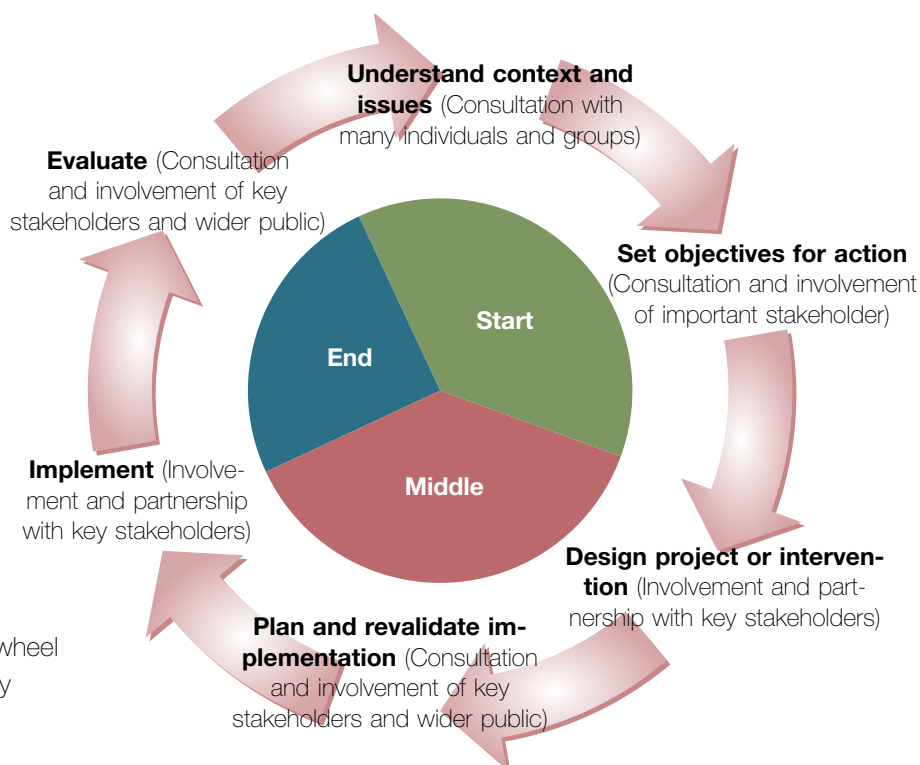 Understand context and
issues (Consultation with
many individuals and groups)
Set objectives for action
(Consultation and involvement
of important stakeholder)
Design project or interven-
tion (Involvement and part-
nership with key stakeholders)
Plan and revalidate im-
plementation (Consultation
and involvement of key
stakeholders and wider public)
Implement (Involve-
ment and partnership
with key stakeholders)
Evaluate (Consultation
and involvement of key
stakeholders and wider public)
Start
Middle
End
wheel